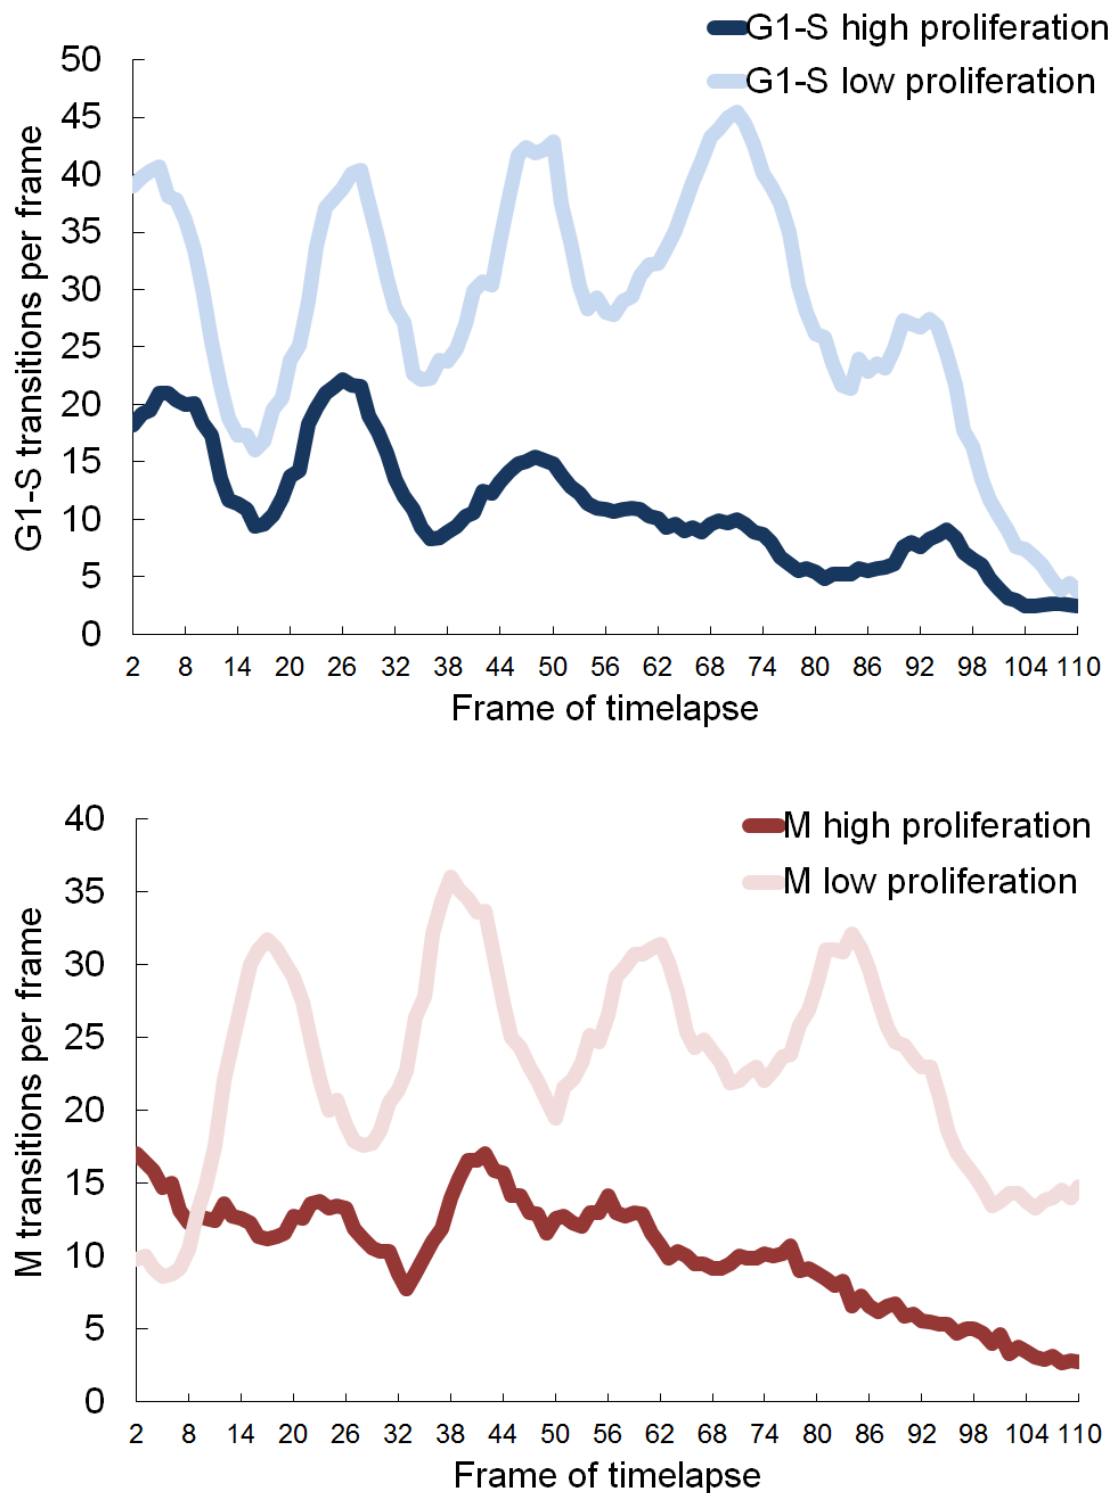 G1-S high proliferation
G1-S low proliferation
G1-S transitions per frame
50
45
40
35
30
25
20
15
10
5
0
2 8 14 20 26 32 38 44 50 56 62 68 74 80 86 92 98 104 110
Frame of timelapse
M high proliferation
M low proliferation
M transitions per frame
40
35
30
25
20
15
10
5
0
2 8 14 20 26 32 38 44 50 56 62 68 74 80 86 92 98 104 110
Frame of timelapse